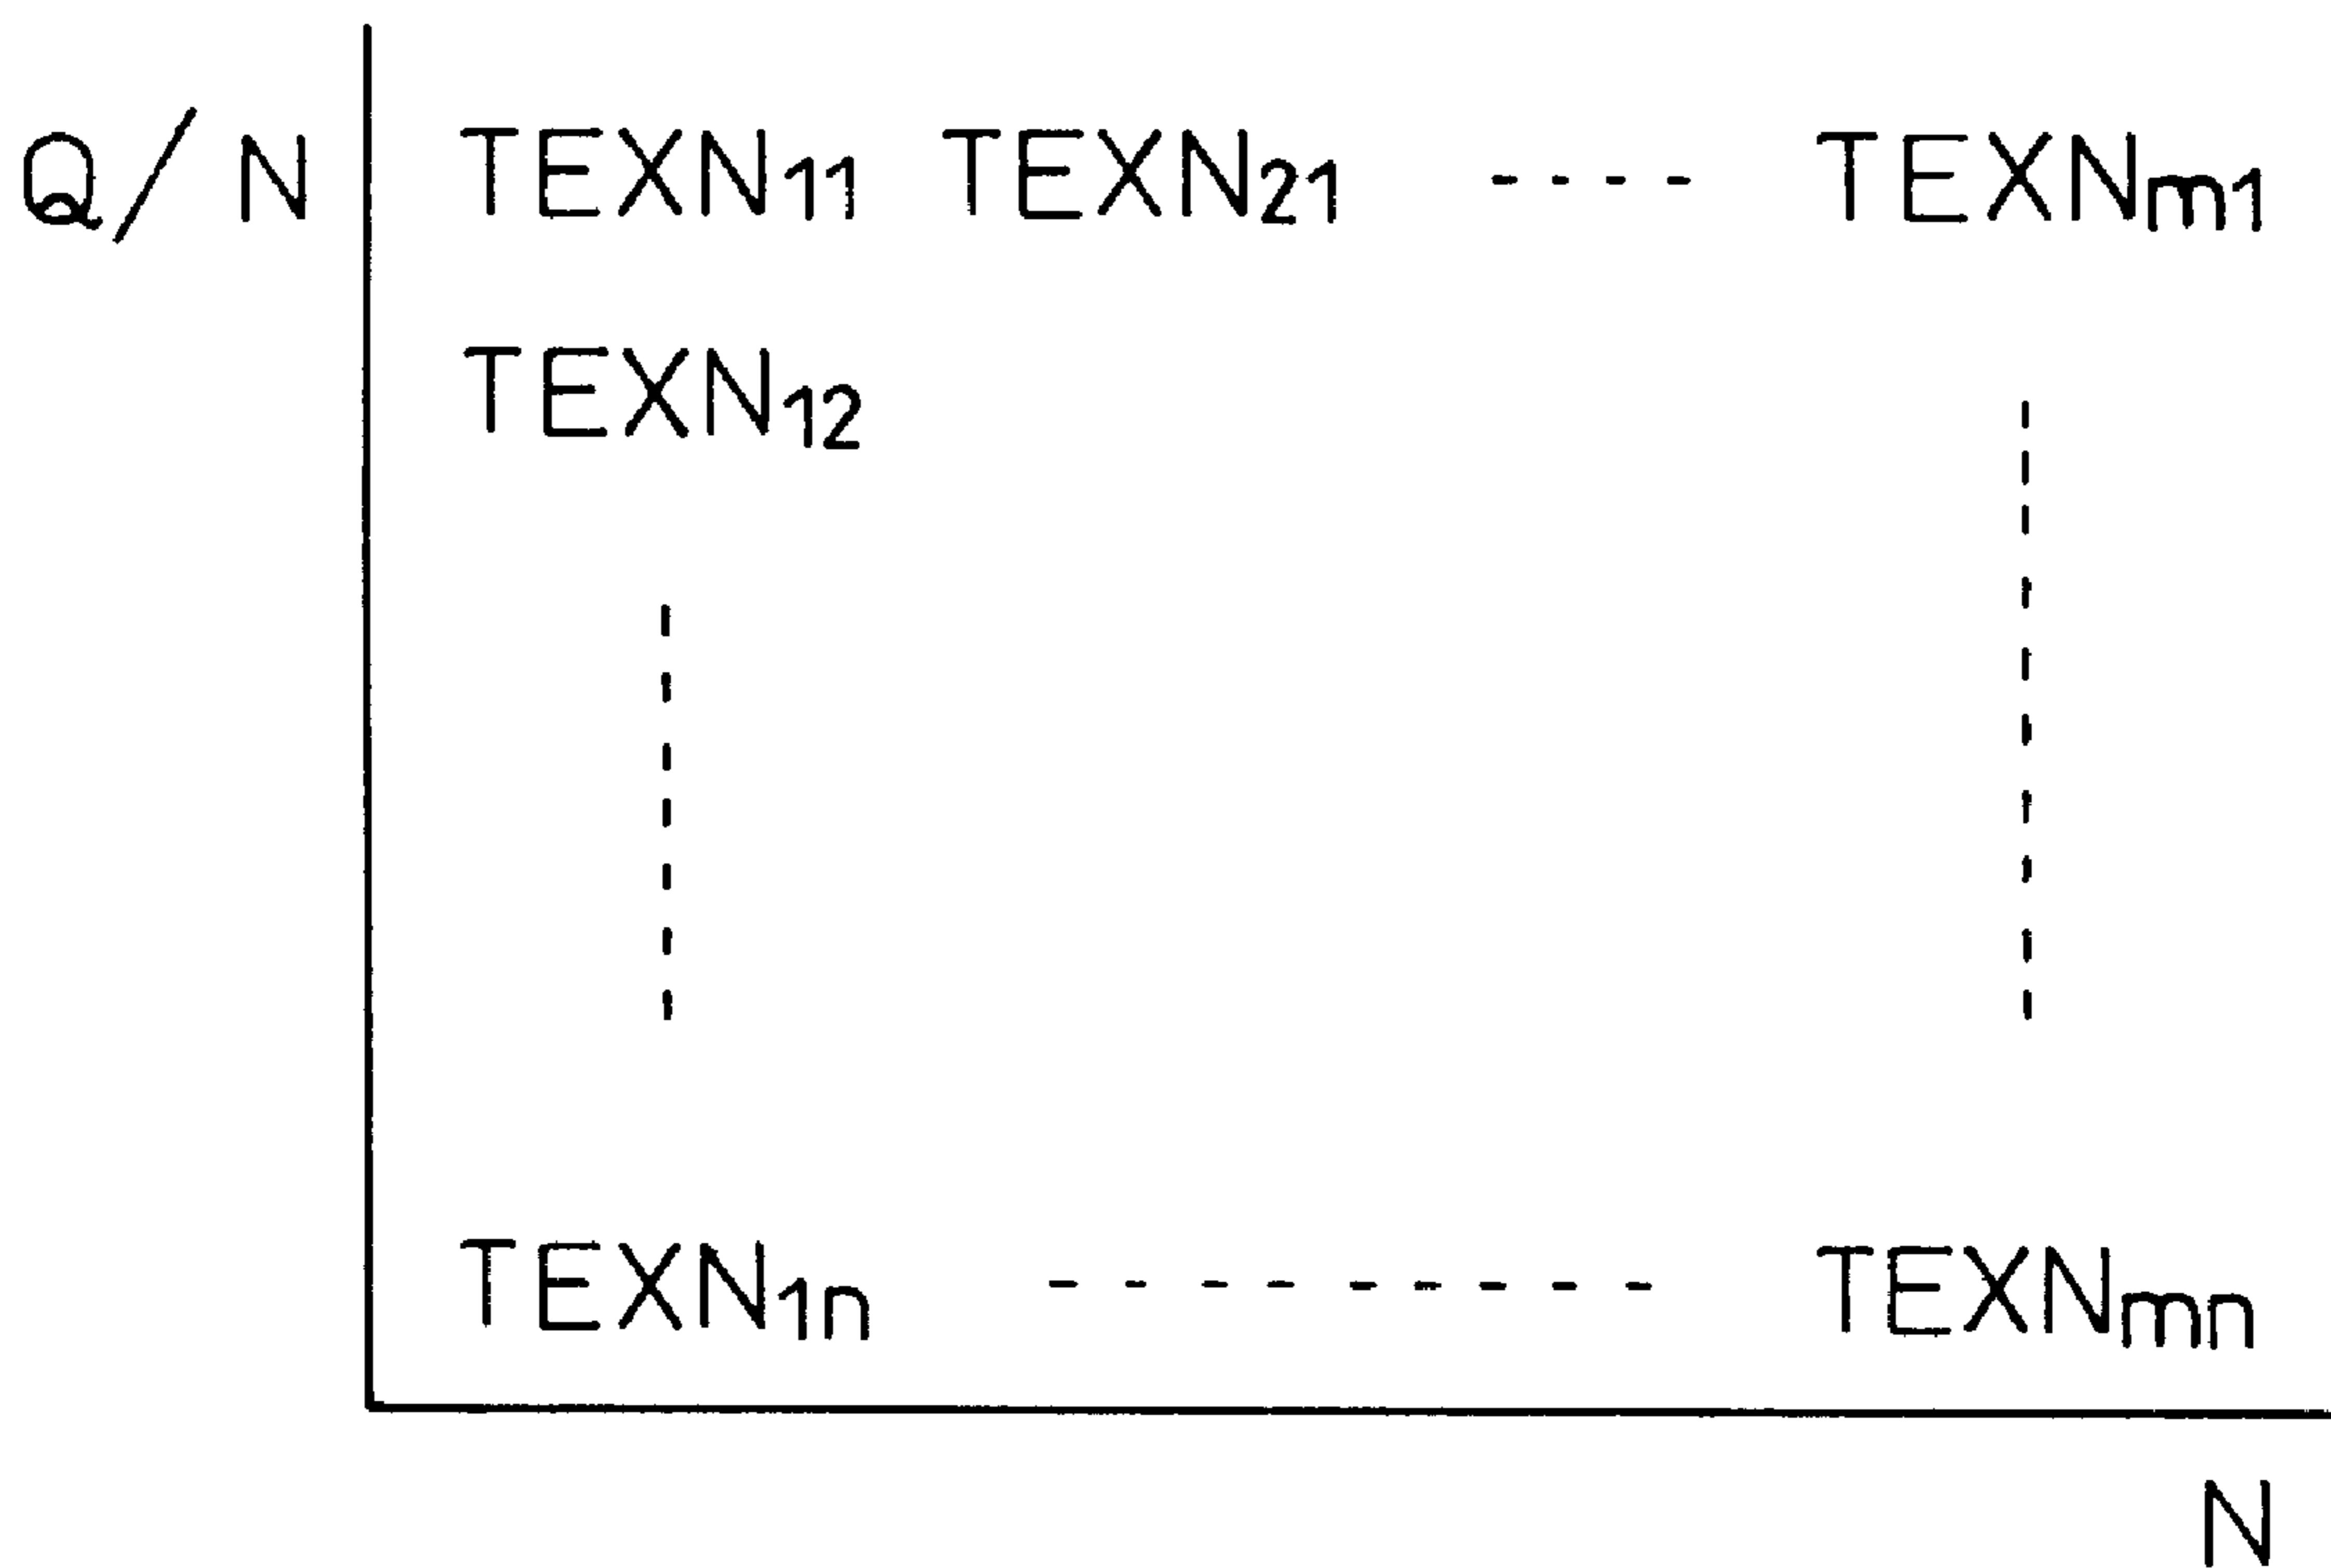 Q/N TEXN11 TEXN21 ---- TEXNm1
TEXN12
TEXN1n --------- TEXNmn
N